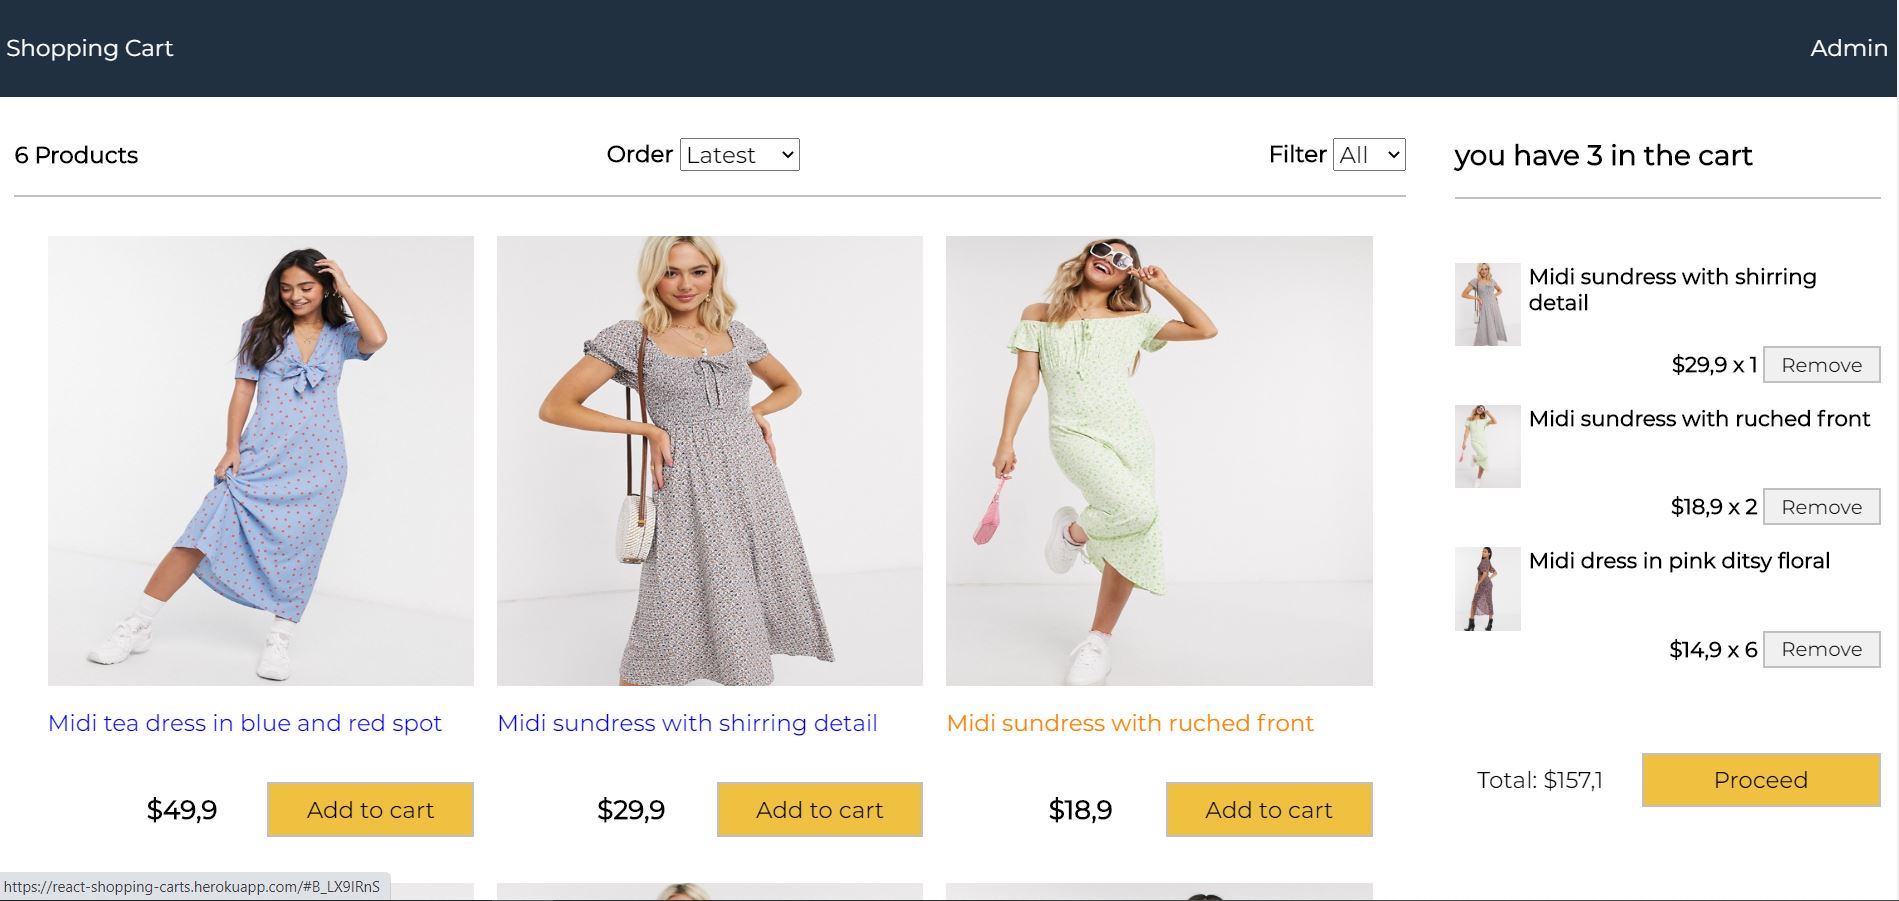 Shopping Cart
Admin
6 Products
Order Latest
Filter All
you have 3 in the cart
Midi sundress with shirring
detail
$29,9 x 1 Remove
Midi sundress with ruched front
$18,9 x 2 Remove
Midi dress in pink ditsy floral
$14,9 x 6 Remove
Total: $157,1 Proceed
Midi tea dress in blue and red spot
$49,9 Add to cart
Midi sundress with shirring detail
$29,9 Add to cart
Midi sundress with ruched front
$18,9 Add to cart
https://react-shopping-carts.herokuapp.com/#B_LX9IRnS